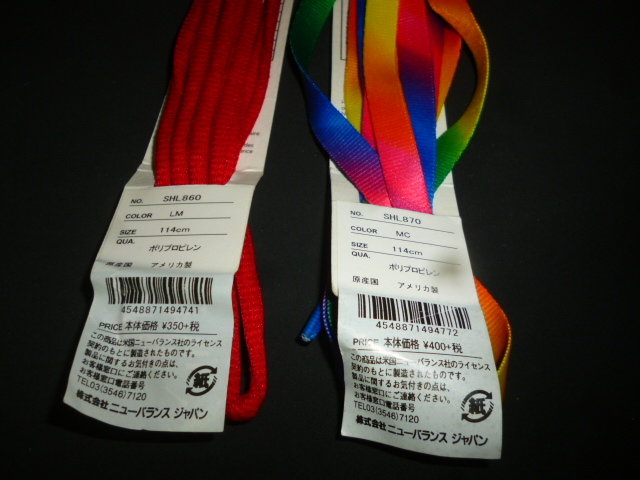 NO. SHL860
COLOR LM
SIZE 114cm
QUA.
ポリプロピレン
アメリカ製
4548871494741
PRICE 本体価格 ¥350+税
この商品は米国ニューバランス社のライセンス
契約のもとに製造されたものです。
製品に関するお気付きの点は、
お客様窓口にご連絡ください。
お客様窓口電話番号
TEL03(3546)7120
紙
株式会社 ニューバランス ジャパン
NO. SHL870
COLOR MC
SIZE 114cm
QUA.
ポリプロピレン
原産国 アメリカ製
4548871494772
PRICE 本体価格 ¥400+税
この商品は米国ニューバランス社のライセンス
契約のもとに製造されたものです。
製品に関するお気付きの点は、
お客様窓口にご連絡ください。
お客様窓口電話番号
TEL03(3546)7120
紙
株式会社 ニューバランス ジャパン